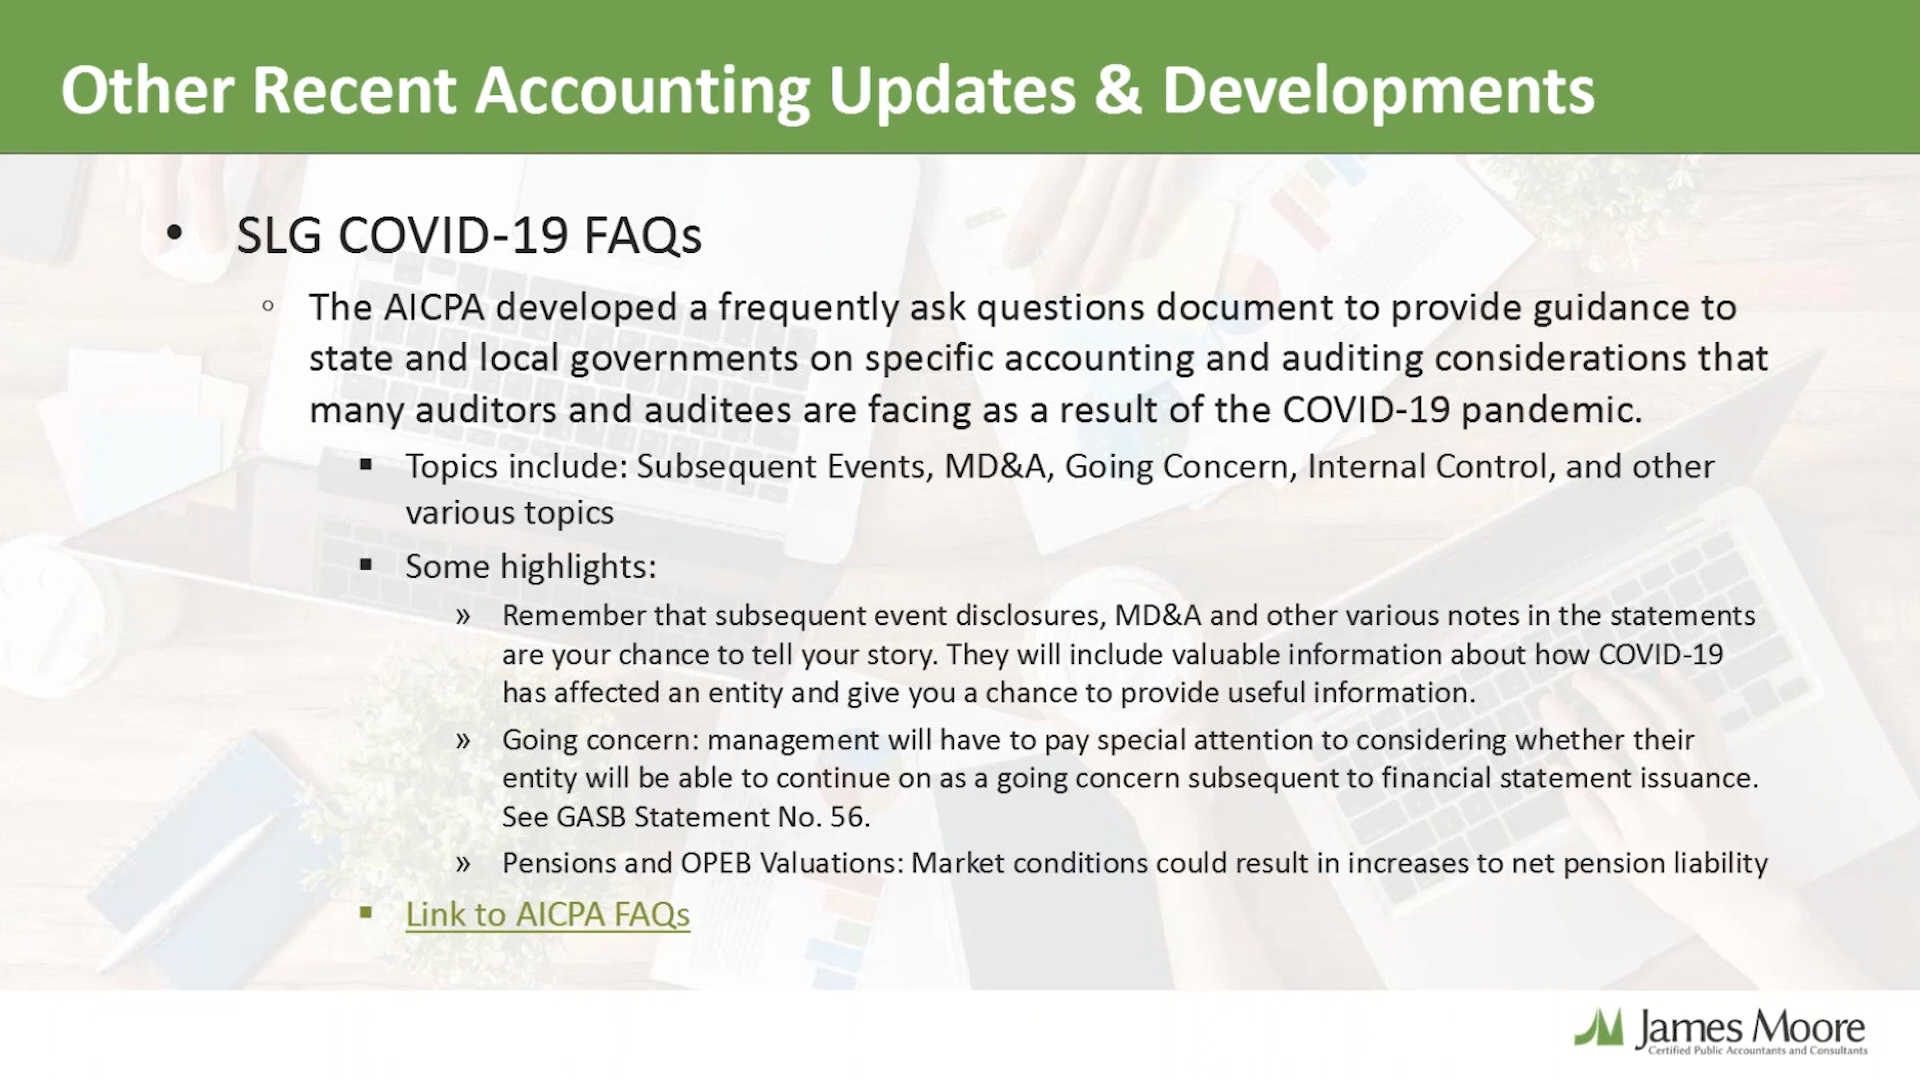 Other Recent Accounting Updates & Developments
• SLG COVID-19 FAQs
○ The AICPA developed a frequently ask questions document to provide guidance to
state and local governments on specific accounting and auditing considerations that
many auditors and auditees are facing as a result of the COVID-19 pandemic.
▪ Topics include: Subsequent Events, MD&A, Going Concern, Internal Control, and other
various topics
▪ Some highlights:
» Remember that subsequent event disclosures, MD&A and other various notes in the statements
are your chance to tell your story. They will include valuable information about how COVID-19
has affected an entity and give you a chance to provide useful information.
» Going concern: management will have to pay special attention to considering whether their
entity will be able to continue on as a going concern subsequent to financial statement issuance.
See GASB Statement No. 56.
» Pensions and OPEB Valuations: Market conditions could result in increases to net pension liability
▪ Link to AICPA FAQs
James Moore
Certified Public Accountants and Consultants